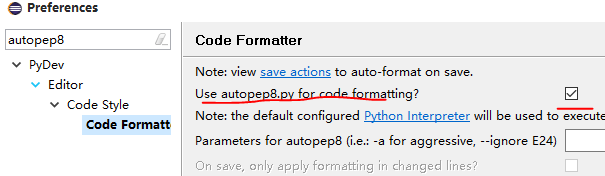 Preferences
autopep8
PyDev
Editor
Code Style
Code Formatte
Code Formatter
Note: view save actions to auto-format on save.
Use autopep8.py for code formatting?
Note: the default configured Python Interpreter will be used to execute
Parameters for autopep8 (i.e.: -a for aggressive, --ignore E24)
On save, only apply formatting in changed lines?